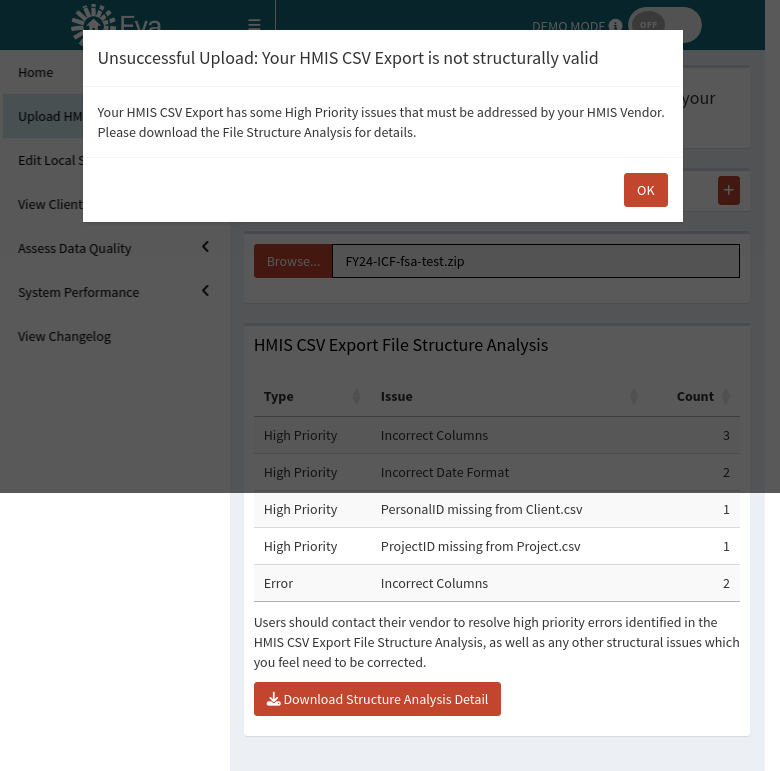 Eva
☰
DEMO MODE
OFF
Unsuccessful Upload: Your HMIS CSV Export is not structurally valid
Your HMIS CSV Export has some High Priority issues that must be addressed by your HMIS Vendor.
Please download the File Structure Analysis for details.
OK
Home
Upload HM
Edit Local S
View Client
Assess Data Quality
System Performance
View Changelog
your
+
Browse...
FY24-ICF-fsa-test.zip
HMIS CSV Export File Structure Analysis
Type Issue Count
High Priority Incorrect Columns 3
High Priority Incorrect Date Format 2
High Priority PersonalID missing from Client.csv 1
High Priority ProjectID missing from Project.csv 1
Error Incorrect Columns 2
Users should contact their vendor to resolve high priority errors identified in the
HMIS CSV Export File Structure Analysis, as well as any other structural issues which
you feel need to be corrected.
Download Structure Analysis Detail